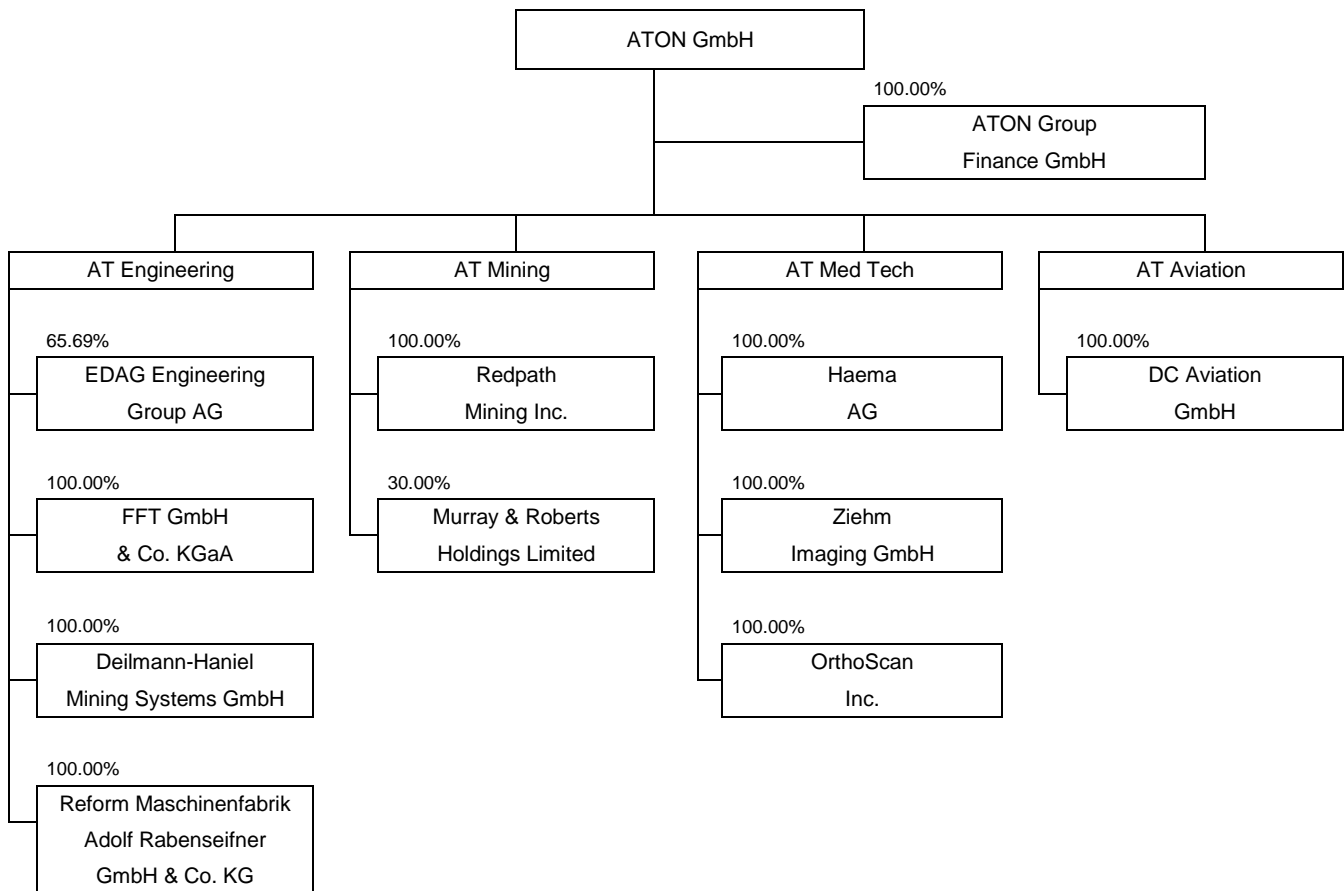 ATON GmbH
100.00%
ATON Group
Finance GmbH
AT Engineering
AT Mining
AT Med Tech
AT Aviation
65.69%
EDAG Engineering
Group AG
100.00%
FFT GmbH
& Co. KGaA
100.00%
Deilmann-Haniel
Mining Systems GmbH
100.00%
Reform Maschinenfabrik
Adolf Rabenseifner
GmbH & Co. KG
100.00%
Redpath
Mining Inc.
30.00%
Murray & Roberts
Holdings Limited
100.00%
Haema
AG
100.00%
Ziehm
Imaging GmbH
100.00%
OrthoScan
Inc.
100.00%
DC Aviation
GmbH